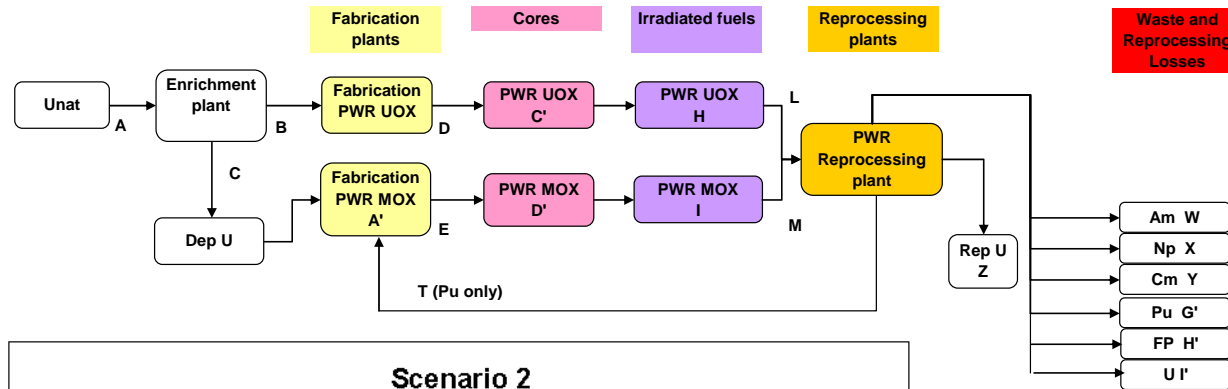 Fabrication
plants
Cores
Irradiated fuels
Reprocessing
plants
Waste and
Reprocessing
Losses
Unat
A
Enrichment
plant
B
Fabrication
PWR UOX
D
PWR UOX
C'
PWR UOX
H
L
PWR
Reprocessing
plant
C
Fabrication
PWR MOX
A'
E
PWR MOX
D'
PWR MOX
I
M
Dep U
Rep U
Z
T (Pu only)
Am W
Np X
Cm Y
Pu G'
FP H'
U I'
Scenario 2